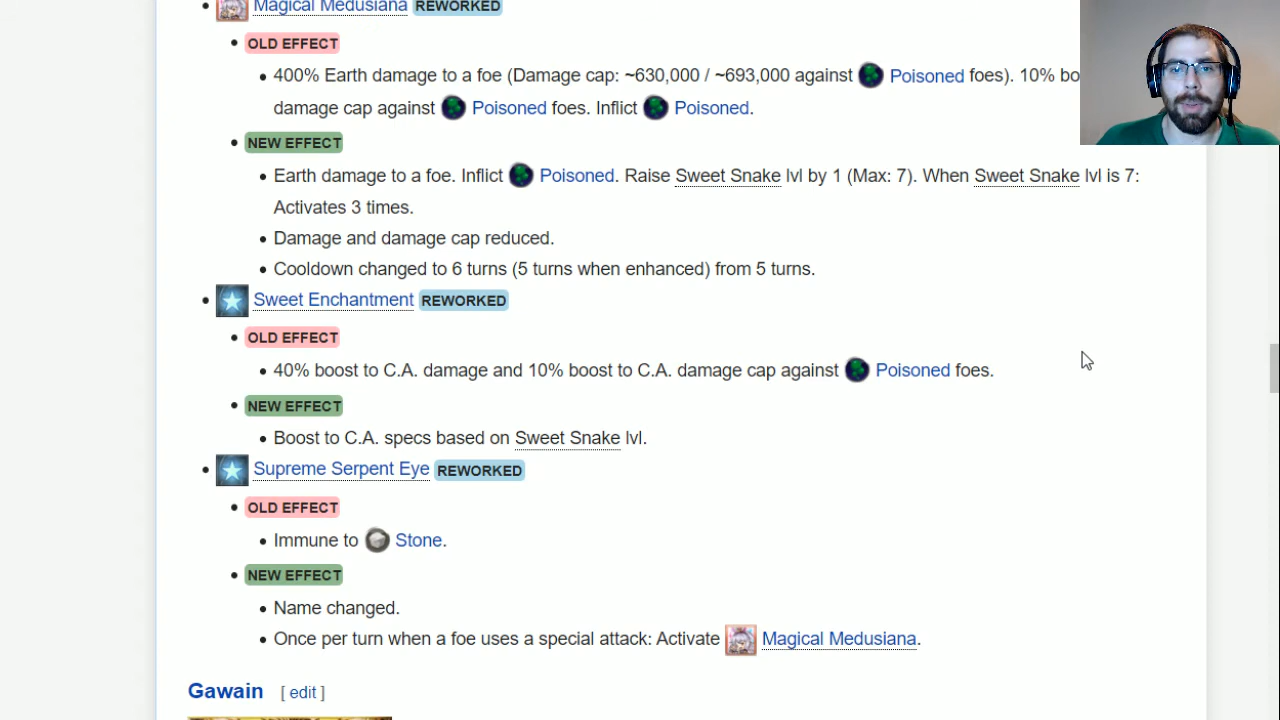 Magical Medusiana REWORKED
OLD EFFECT
400% Earth damage to a foe (Damage cap: ~630,000 / ~693,000 against Poisoned foes). 10% bo
damage cap against Poisoned foes. Inflict Poisoned.
NEW EFFECT
Earth damage to a foe. Inflict Poisoned. Raise Sweet Snake lvl by 1 (Max: 7). When Sweet Snake lvl is 7:
Activates 3 times.
Damage and damage cap reduced.
Cooldown changed to 6 turns (5 turns when enhanced) from 5 turns.
Sweet Enchantment REWORKED
OLD EFFECT
40% boost to C.A. damage and 10% boost to C.A. damage cap against Poisoned foes.
NEW EFFECT
Boost to C.A. specs based on Sweet Snake lvl.
Supreme Serpent Eye REWORKED
OLD EFFECT
Immune to Stone.
NEW EFFECT
Name changed.
Once per turn when a foe uses a special attack: Activate Magical Medusiana.
Gawain [ edit ]